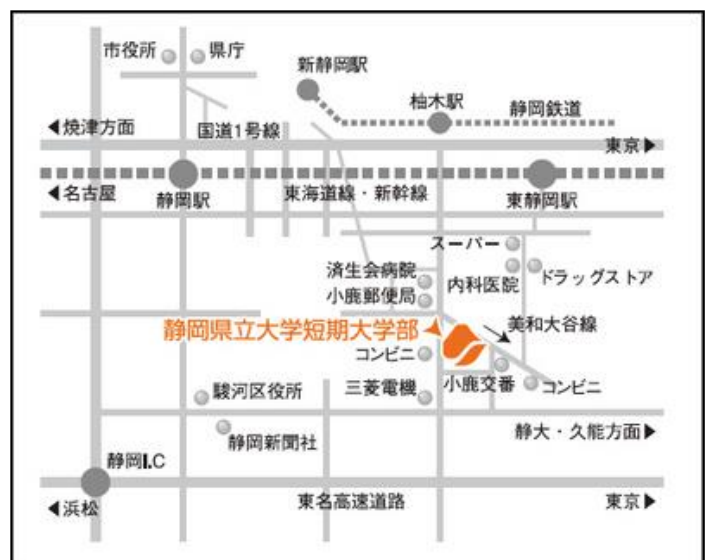 市役所
県庁
新静岡駅
柚木駅
静岡鉄道
◀焼津方面
国道1号線
東京▶
◀名古屋
静岡駅
東海道線・新幹線
東静岡駅
スーパー
済生会病院
内科医院
ドラッグストア
小鹿郵便局
静岡県立大学短期大学部
美和大谷線
コンビニ
小鹿交番
コンビニ
駿河区役所
三菱電機
静岡新聞社
静大・久能方面▶
静岡I.C
◀浜松
東名高速道路
東京▶